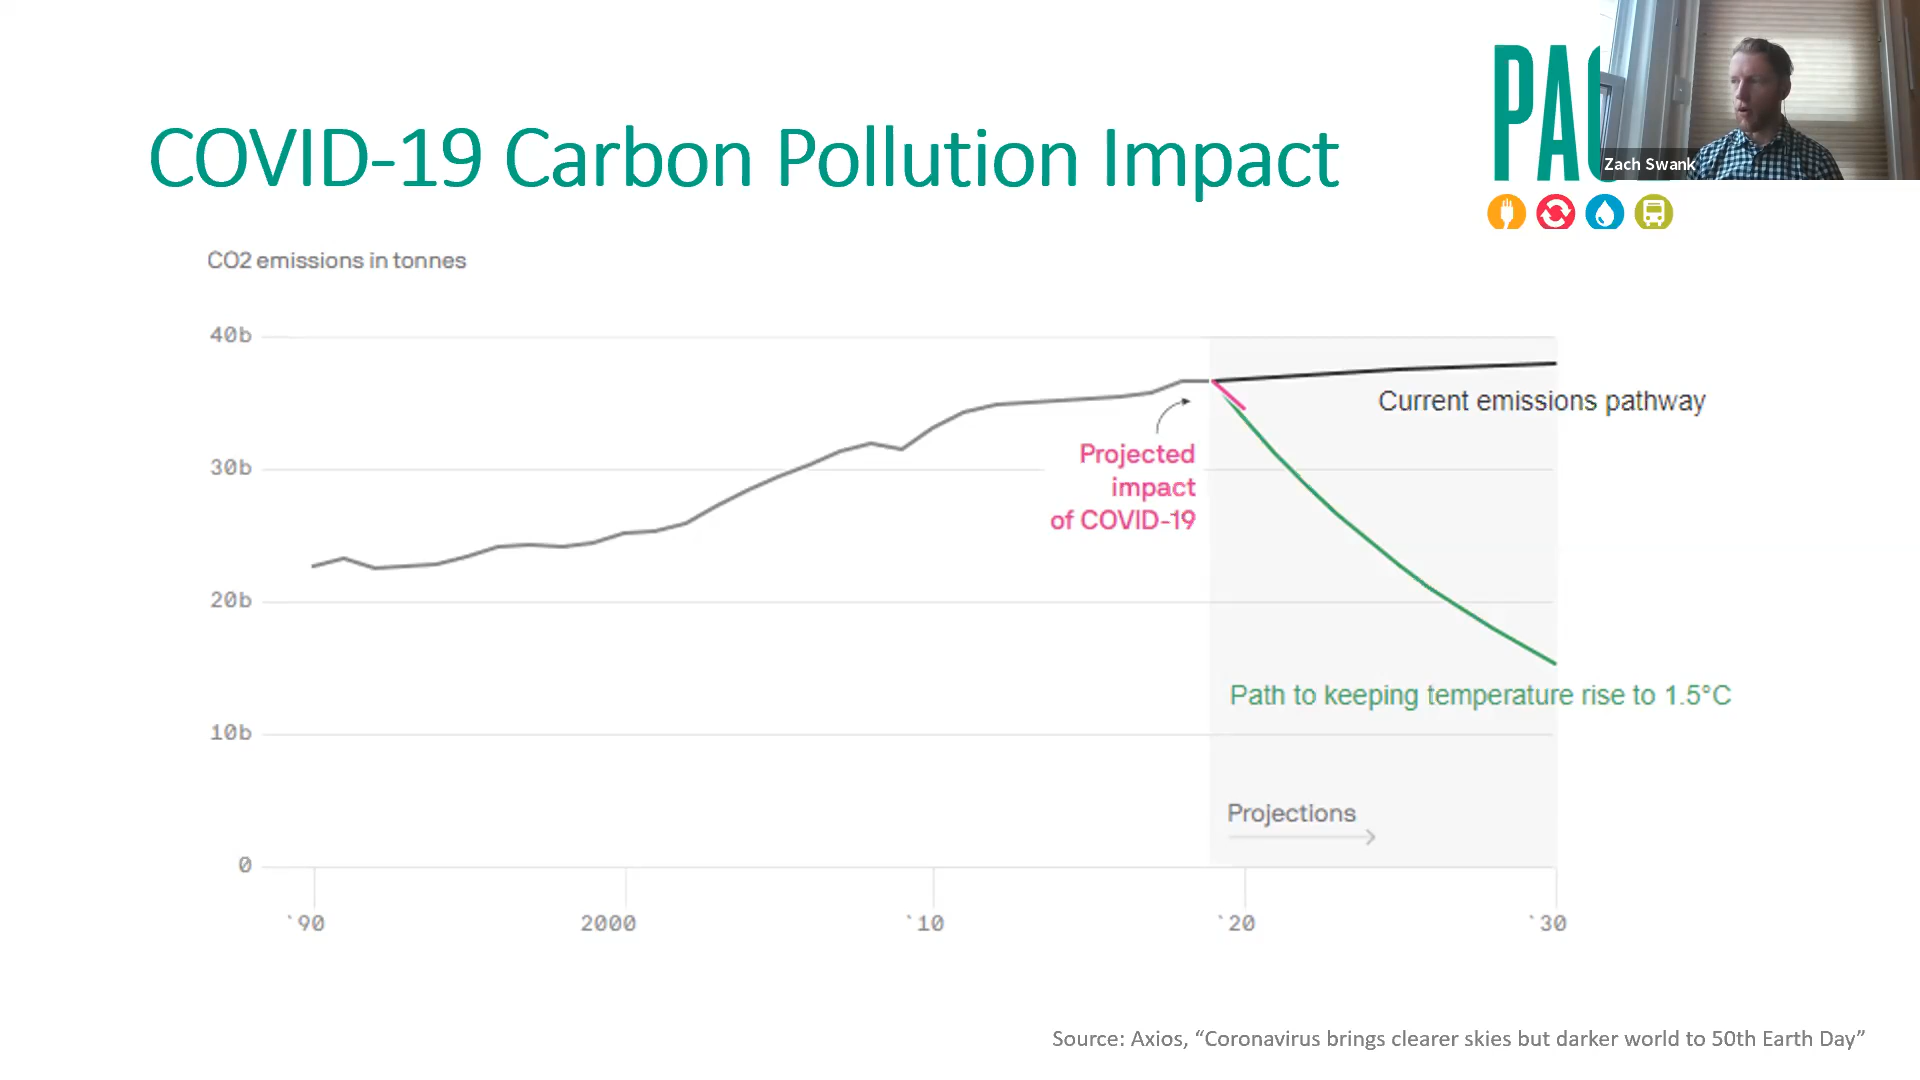 COVID-19 Carbon Pollution Impact
Zach Swank
CO2 emissions in tonnes
40b
30b
20b
10b
0
Current emissions pathway
Projected
impact
of COVID-19
Path to keeping temperature rise to 1.5°C
Projections
`90
2000
`10
`20
`30
Source: Axios, “Coronavirus brings clearer skies but darker world to 50th Earth Day”